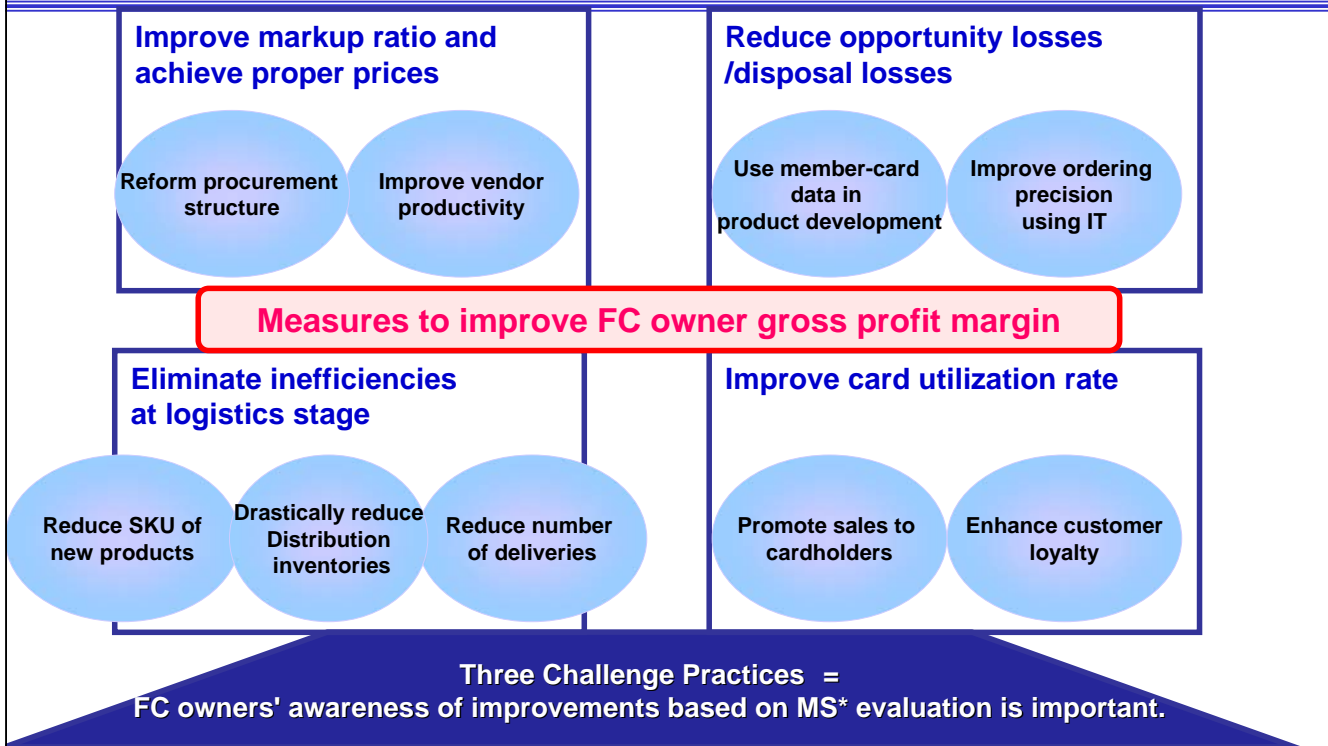 Improve markup ratio and
achieve proper prices
Reform procurement
structure
Improve vendor
productivity
Reduce opportunity losses
/disposal losses
Use member-card
data in
product development
Improve ordering
precision
using IT
Measures to improve FC owner gross profit margin
Eliminate inefficiencies
at logistics stage
Reduce SKU of
new products
Drastically reduce
Distribution
inventories
Reduce number
of deliveries
Improve card utilization rate
Promote sales to
cardholders
Enhance customer
loyalty
Three Challenge Practices =
FC owners' awareness of improvements based on MS* evaluation is important.